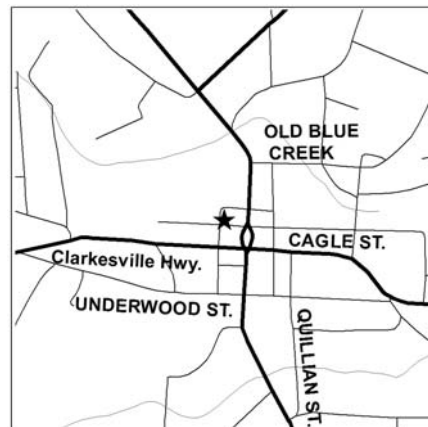 OLD BLUE
CREEK
CAGLE ST.
Clarkesville Hwy.
UNDERWOOD ST.
QUILLIAN ST.